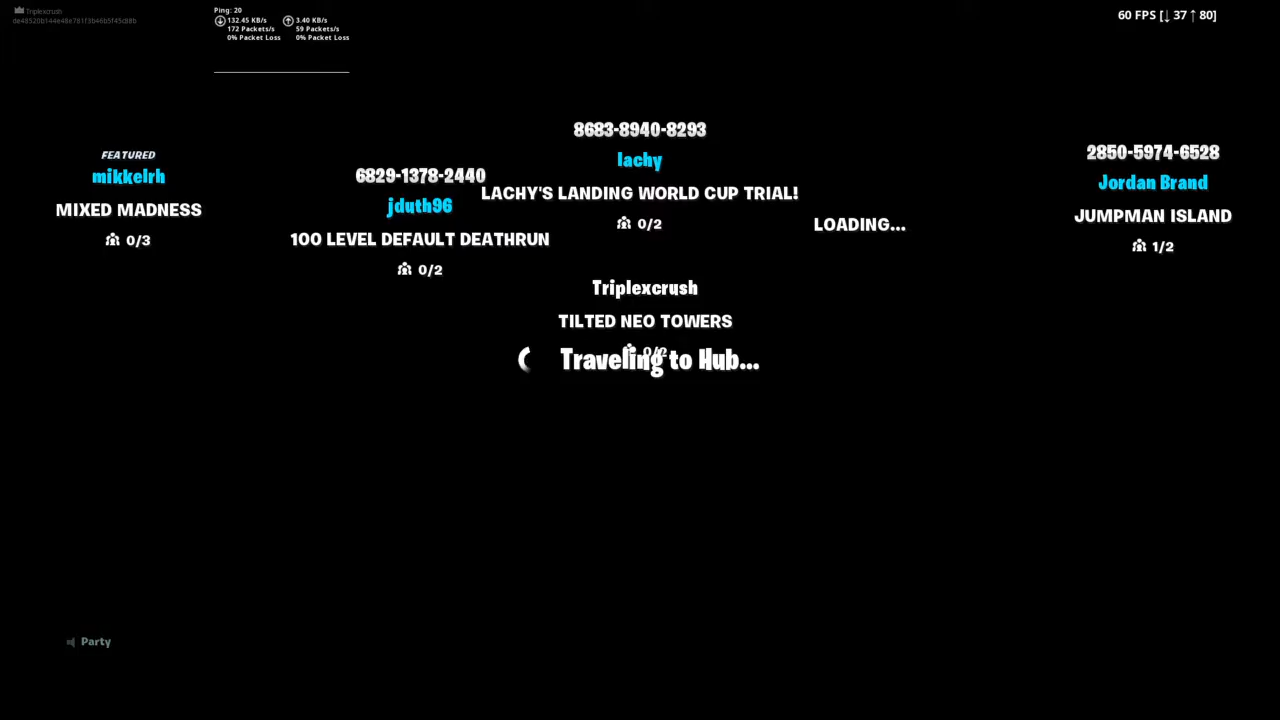 Triplexcrush
Ping: 20
132.45 KB/s
3.40 KB/s
172 Packets/s
59 Packets/s
0% Packet Loss
0% Packet Loss
60 FPS [↓ 37 ↑ 80]
FEATURED
mikkelrh
MIXED MADNESS
0/3
6829-1378-2440
jduth96
100 LEVEL DEFAULT DEATHRUN
0/2
8683-8940-8293
lachy
LACHY'S LANDING WORLD CUP TRIAL!
0/2
LOADING...
2850-5974-6528
Jordan Brand
JUMPMAN ISLAND
1/2
Triplexcrush
TILTED NEO TOWERS
0/2
Traveling to Hub...
Party